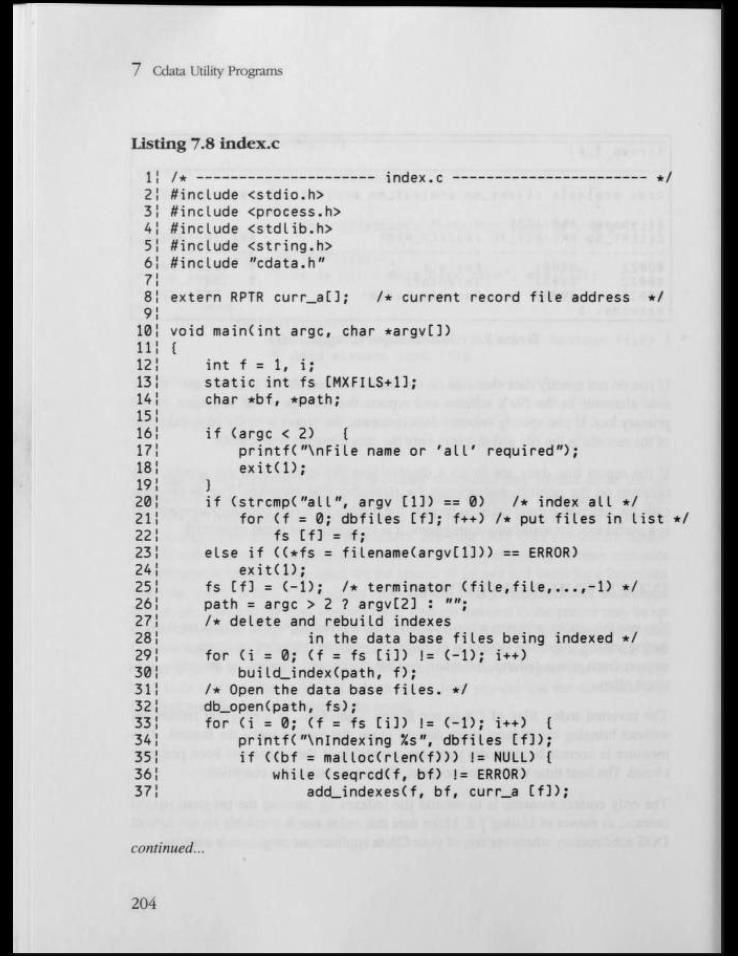 7 Cdata Utility Programs
Listing 7.8 index.c
1¦ /* --------------------- index.c ----------------------- */
2¦ #include <stdio.h>
3¦ #include <process.h>
4¦ #include <stdlib.h>
5¦ #include <string.h>
6¦ #include "cdata.h"
7¦
8¦ extern RPTR curr_a[];   /* current record file address  */
9¦
10¦ void main(int argc, char *argv[])
11¦ {
12¦     int f = 1, i;
13¦     static int fs [MXFILS+1];
14¦     char *bf, *path;
15¦
16¦     if (argc < 2)   {
17¦         printf("\nFile name or 'all' required");
18¦         exit(1);
19¦     }
20¦     if (strcmp("all", argv [1]) == 0)   /* index all */
21¦         for (f = 0; dbfiles [f]; f++) /* put files in list */
22¦             fs [f] = f;
23¦     else if ((*fs = filename(argv[1])) == ERROR)
24¦         exit(1);
25¦     fs [f] = (-1);  /* terminator (file,file,...,-1) */
26¦     path = argc > 2 ? argv[2] : "";
27¦     /* delete and rebuild indexes
28¦                 in the data base files being indexed */
29¦     for (i = 0; (f = fs [i]) != (-1); i++)
30¦         build_index(path, f);
31¦     /* Open the data base files. */
32¦     db_open(path, fs);
33¦     for (i = 0; (f = fs [i]) != (-1); i++)  {
34¦         printf("\nIndexing %s", dbfiles [f]);
35¦         if ((bf = malloc(rlen(f))) != NULL) {
36¦             while (seqrcd(f, bf) != ERROR)
37¦                 add_indexes(f, bf, curr_a [f]);
continued...
204